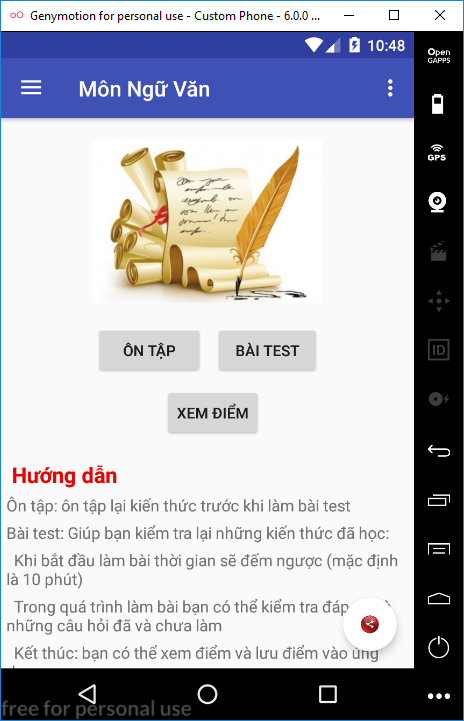 Genymotion for personal use - Custom Phone - 6.0.0 ...
10:48
Open
GAPPS
Môn Ngữ Văn
GPS
ID
ÔN TẬP
BÀI TEST
XEM ĐIỂM
Hướng dẫn
Ôn tập: ôn tập lại kiến thức trước khi làm bài test
Bài test: Giúp bạn kiểm tra lại những kiến thức đã học:
Khi bắt đầu làm bài thời gian sẽ đếm ngược (mặc định
là 10 phút)
Trong quá trình làm bài bạn có thể kiểm tra đáp
những câu hỏi đã và chưa làm
Kết thúc: bạn có thể xem điểm và lưu điểm vào ứng
free for personal use